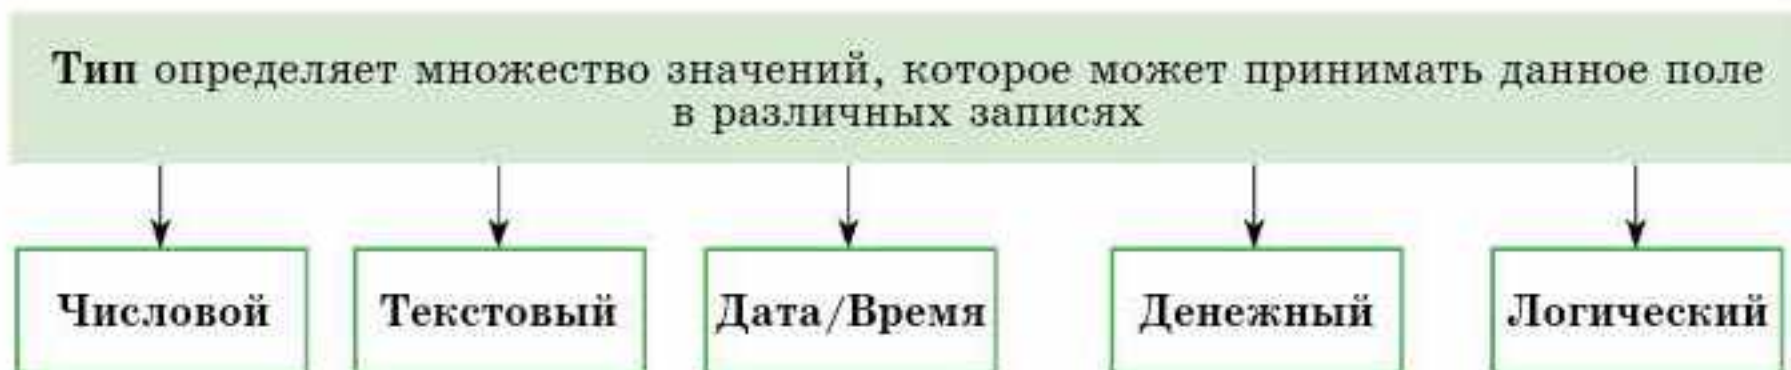 Тип определяет множество значений, которое может принимать данное поле
в различных записях
Числовой Текстовый Дата/Время Денежный Логический